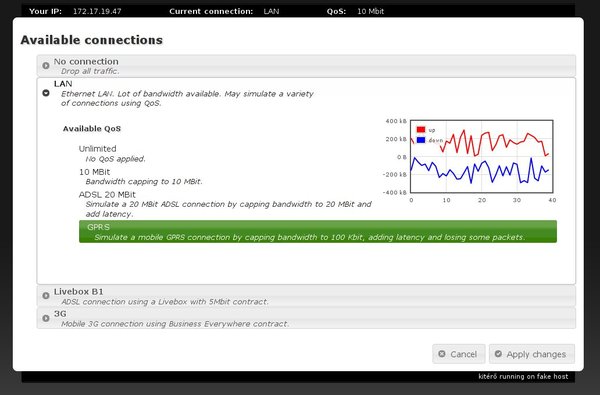 Your IP: 172.17.19.47 Current connection: LAN QoS: 10 Mbit
Available connections
No connection
Drop all traffic.
LAN
Ethernet LAN. Lot of bandwidth available. May simulate a variety
of connections using QoS.
Available QoS
Unlimited
No QoS applied.
10 MBit
Bandwidth capping to 10 MBit.
ADSL 20 MBit
Simulate a 20 MBit ADSL connection by capping bandwidth to 20 MBit and
add latency.
GPRS
Simulate a mobile GPRS connection by capping bandwidth to 100 Kbit, adding latency and losing some packets.
400 kB
200 kB
0 B
-200 kB
-400 kB
up
down
0 10 20 30 40
Livebox B1
ADSL connection using a Livebox with 5Mbit contract.
3G
Mobile 3G connection using Business Everywhere contract.
Cancel Apply changes
kitérő running on fake host